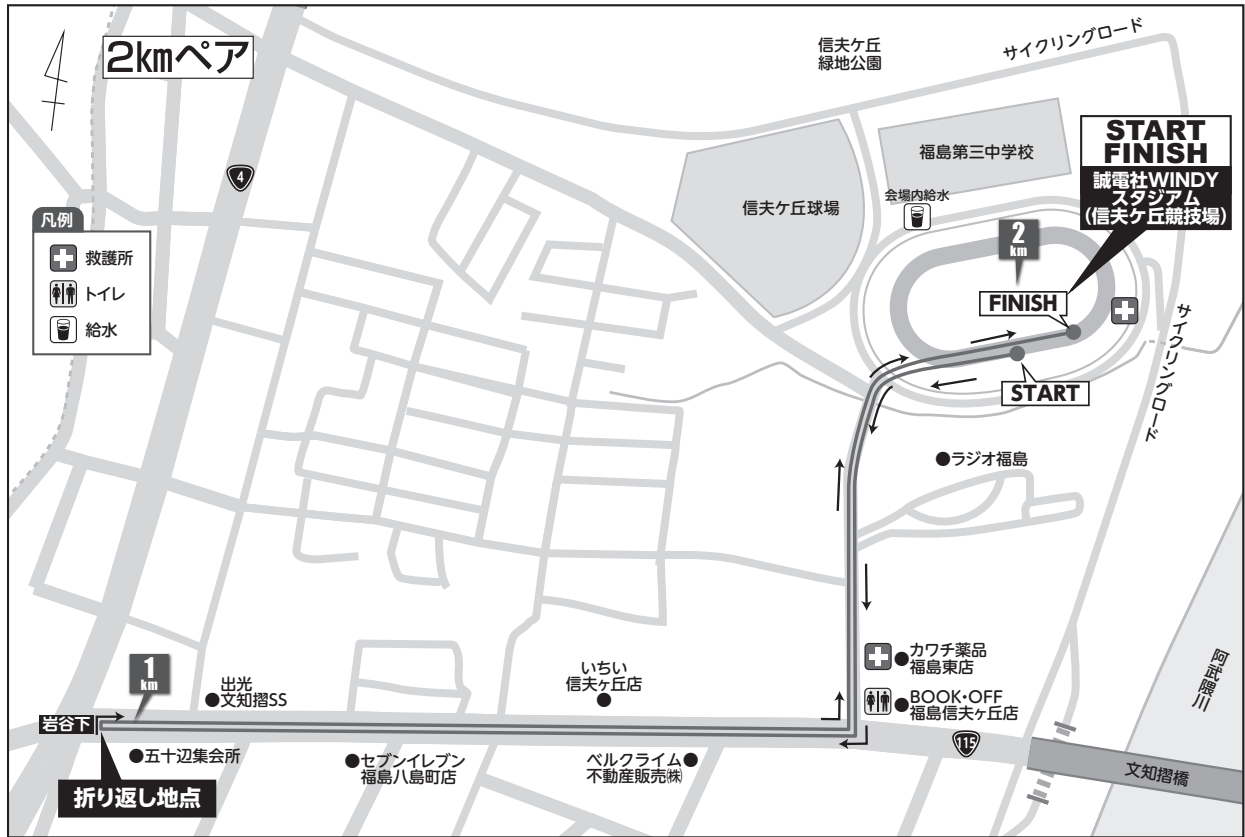 2kmペア
信夫ケ丘
緑地公園
サイクリングロード
START
FINISH
誠電社WINDY
スタジアム
(信夫ケ丘競技場)
4
福島第三中学校
会場内給水
信夫ケ丘球場
凡例
救護所
トイレ
給水
2
km
FINISH
START
サイクリングロード
ラジオ福島
カワチ薬品
福島東店
BOOK・OFF
福島信夫ヶ丘店
阿武隈川
1
km
出光
文知摺SS
いちい
信夫ヶ丘店
岩谷下
五十辺集会所
セブンイレブン
福島八島町店
ベルクライム
不動産販売㈱
115
文知摺橋
折り返し地点